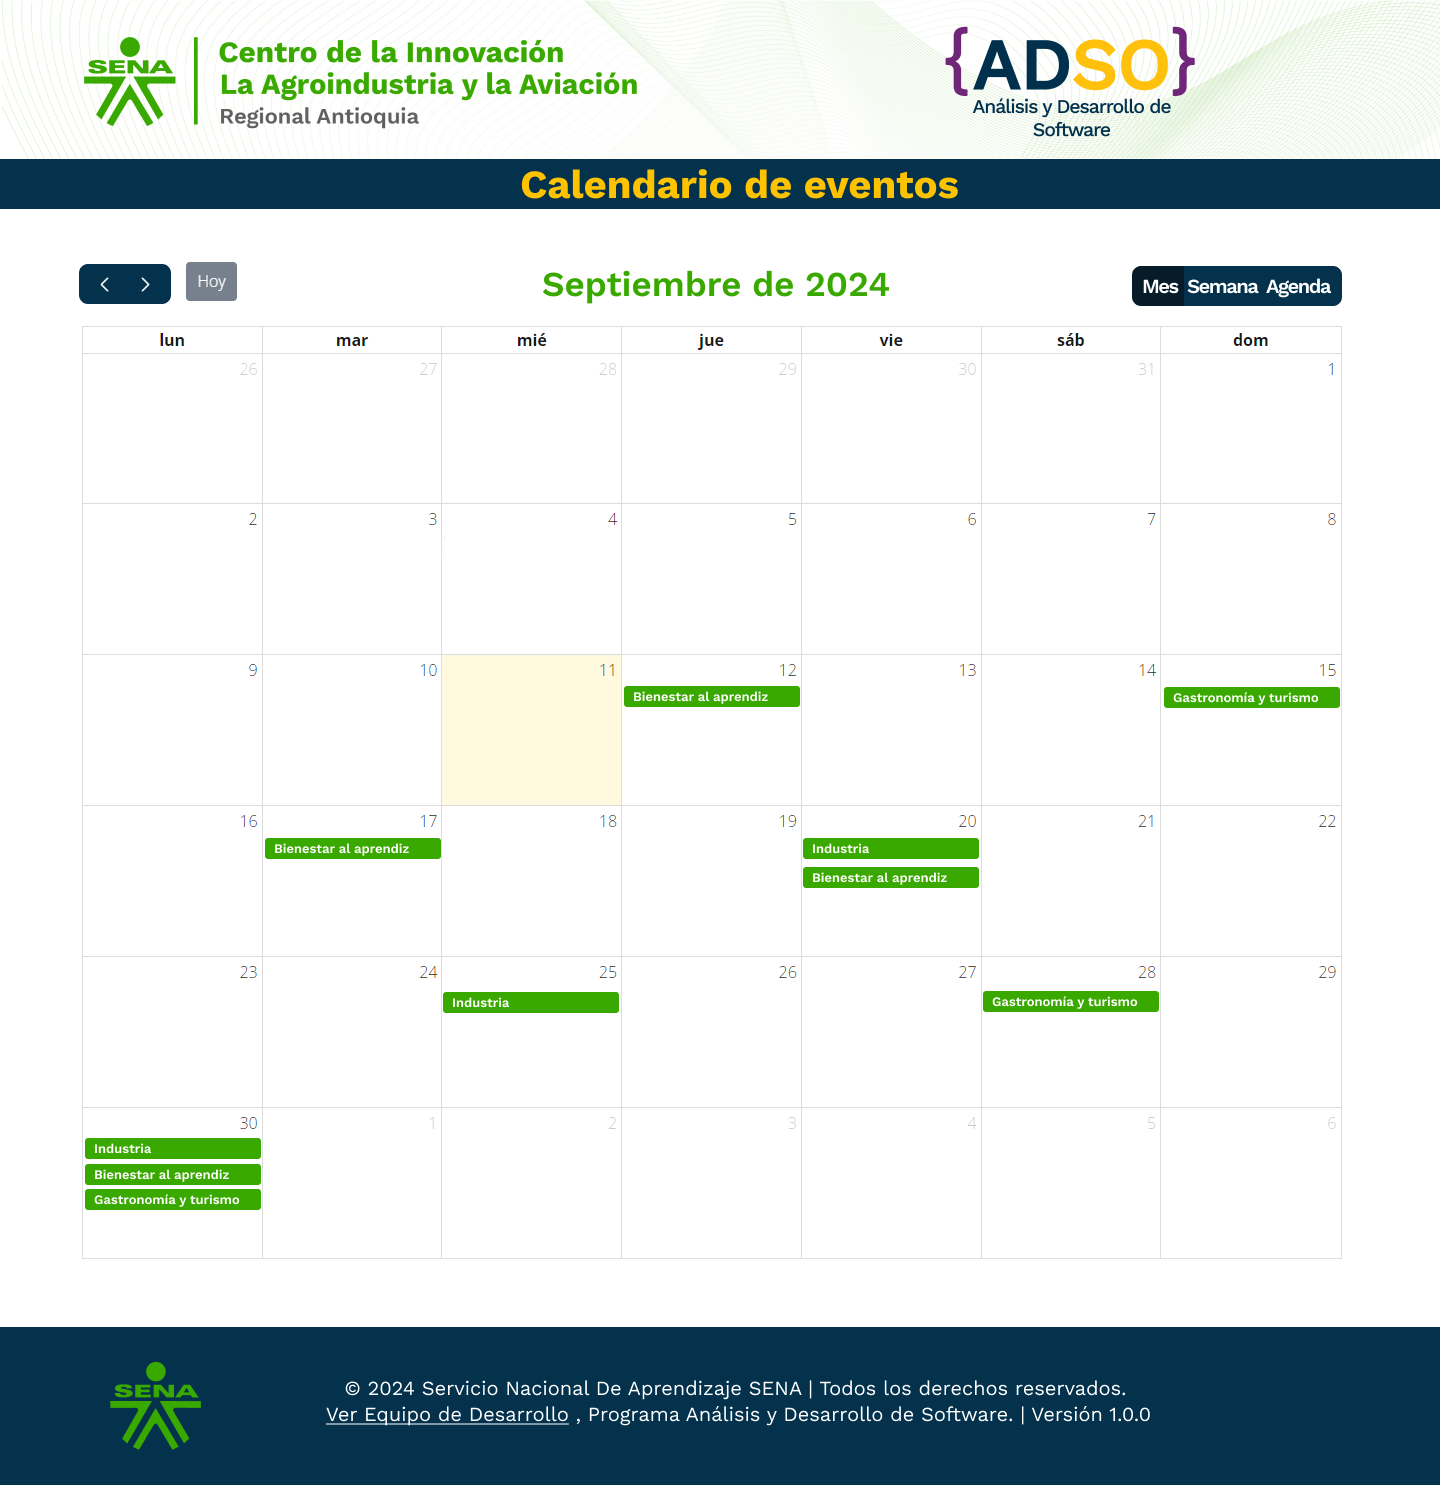 SENA
Centro de la Innovación
La Agroindustria y la Aviación
Regional Antioquia
{ADSO}
Análisis y Desarrollo de
Software
Calendario de eventos
Hoy
Septiembre de 2024
Mes Semana Agenda
lun mar mié jue vie sáb dom
26 27 28 29 30 31 1
2 3 4 5 6 7 8
9 10 11 12 13 14 15
Bienestar al aprendiz Gastronomía y turismo
16 17 18 19 20 21 22
Bienestar al aprendiz Industria
Bienestar al aprendiz
23 24 25 26 27 28 29
Industria Gastronomía y turismo
30 1 2 3 4 5 6
Industria
Bienestar al aprendiz
Gastronomía y turismo
SENA
© 2024 Servicio Nacional De Aprendizaje SENA | Todos los derechos reservados.
Ver Equipo de Desarrollo , Programa Análisis y Desarrollo de Software. | Versión 1.0.0